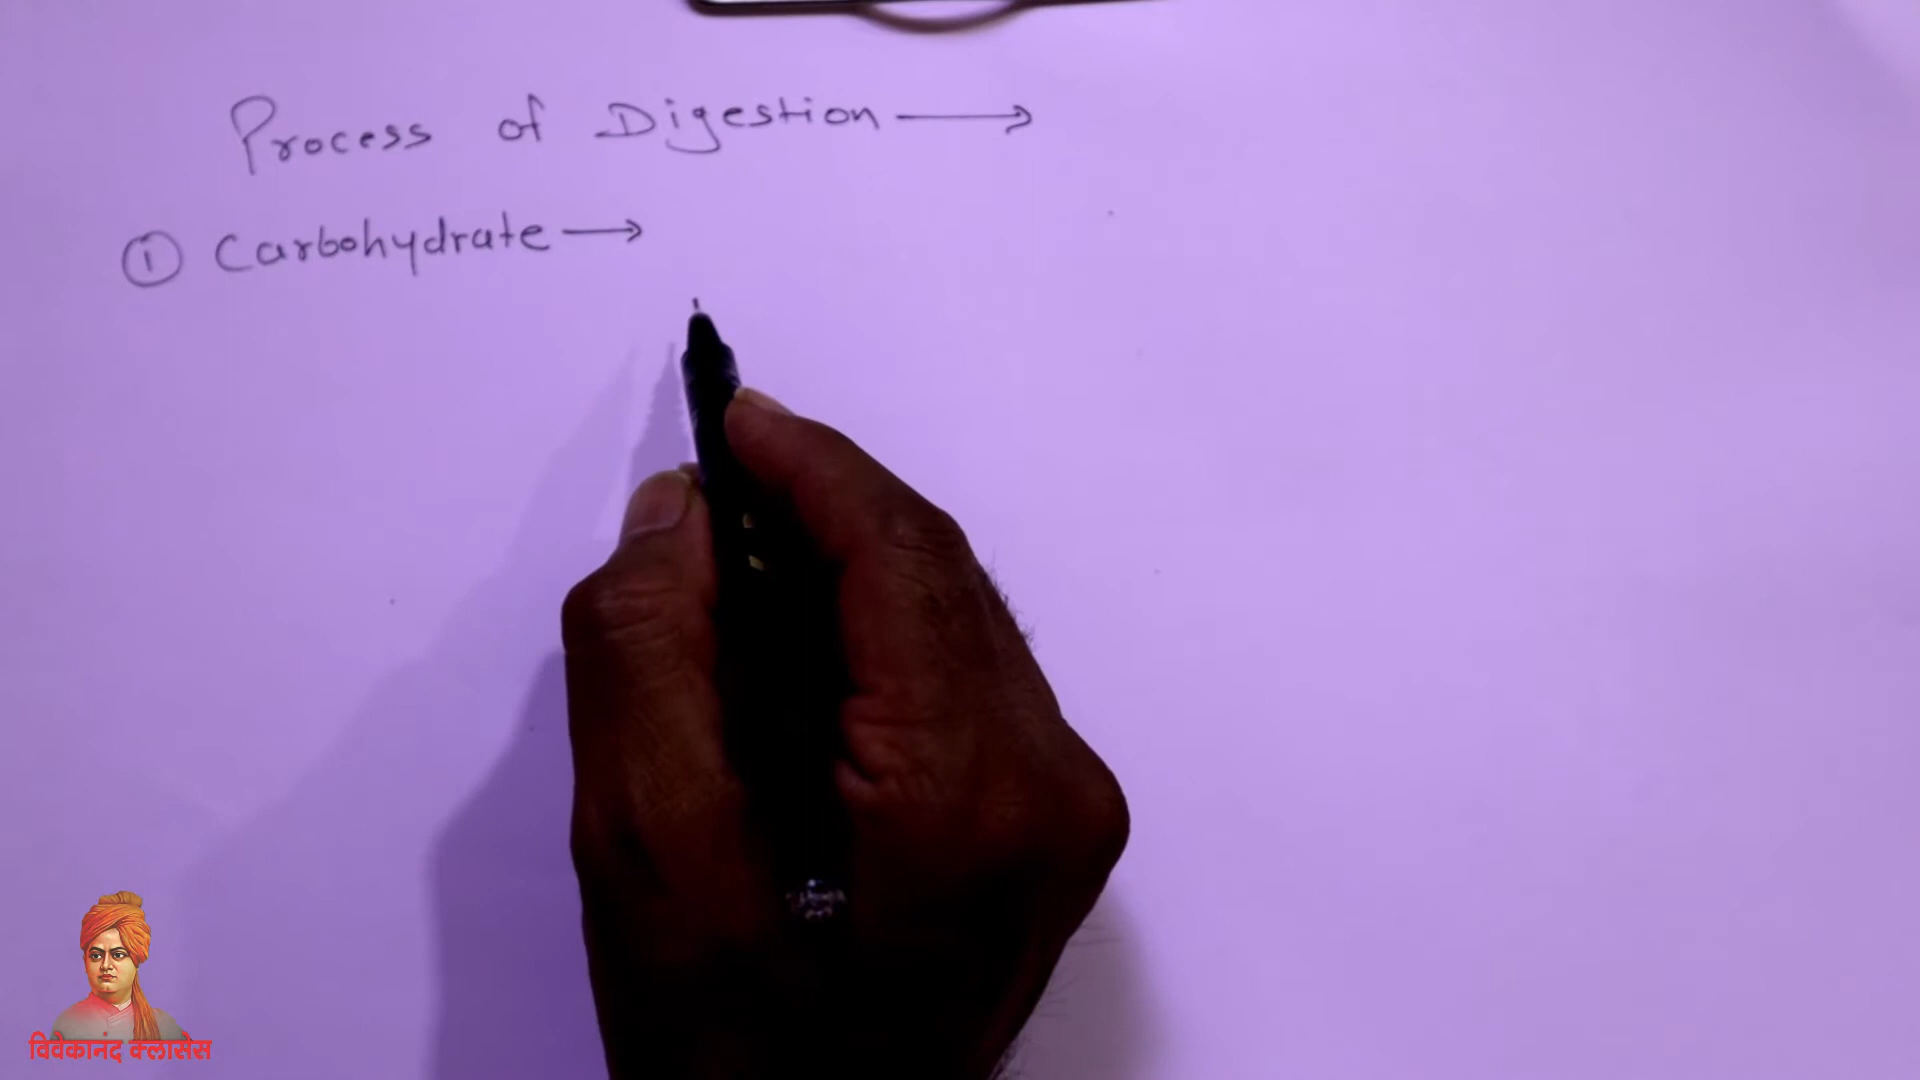 Process of Digestion →
① Carbohydrate →
विवेकानंद क्लासेस